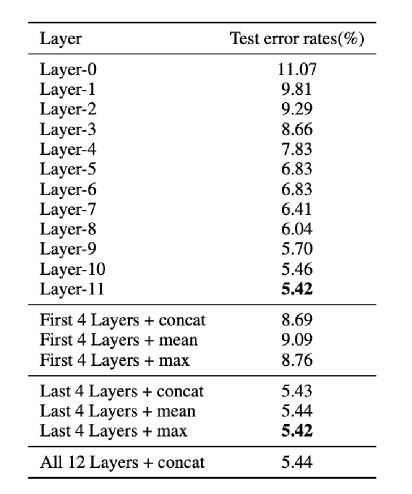 Layer Test error rates(%)
Layer-0 11.07
Layer-1 9.81
Layer-2 9.29
Layer-3 8.66
Layer-4 7.83
Layer-5 6.83
Layer-6 6.83
Layer-7 6.41
Layer-8 6.04
Layer-9 5.70
Layer-10 5.46
Layer-11 5.42
First 4 Layers + concat 8.69
First 4 Layers + mean 9.09
First 4 Layers + max 8.76
Last 4 Layers + concat 5.43
Last 4 Layers + mean 5.44
Last 4 Layers + max 5.42
All 12 Layers + concat 5.44